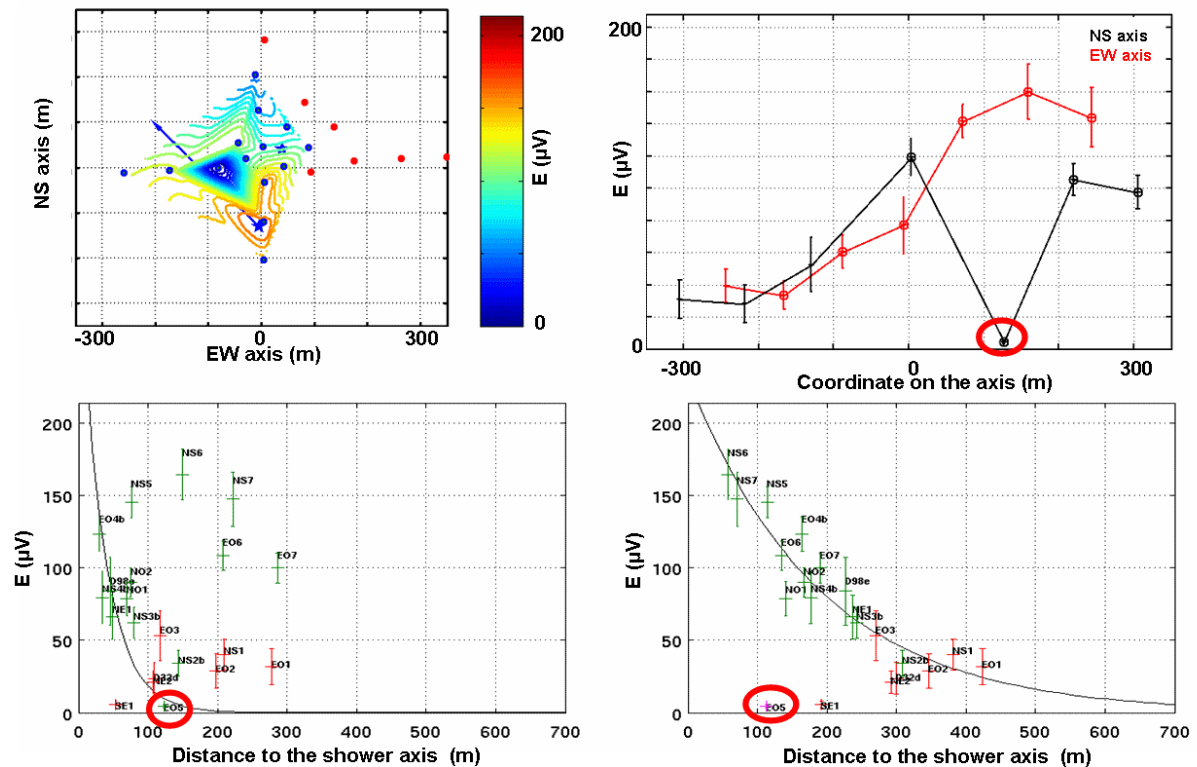 200
E (µV)
0
NS axis (m)
-300
0
300
EW axis (m)
200
NS axis
EW axis
E (µV)
0
-300
0
300
Coordinate on the axis (m)
200
150
100
50
0
E (µV)
NS6
NS5
NS7
EO4b
EO6
EO7
NO2
D98e
NS4b
NO1
NE1
NS3b
EO3
NS1
NS2b
EO2
EO1
D32d
NE2
SE1
EO5
0
100
200
300
400
500
600
700
Distance to the shower axis (m)
200
150
100
50
0
E (µV)
NS6
NS7
NS5
EO4b
EO6
EO7
NO2
D98e
NO1
NS4b
NE1
NS3b
EO3
NS1
NS2b
EO2
EO1
D32d
NE2
EO5
SE1
0
100
200
300
400
500
600
700
Distance to the shower axis (m)